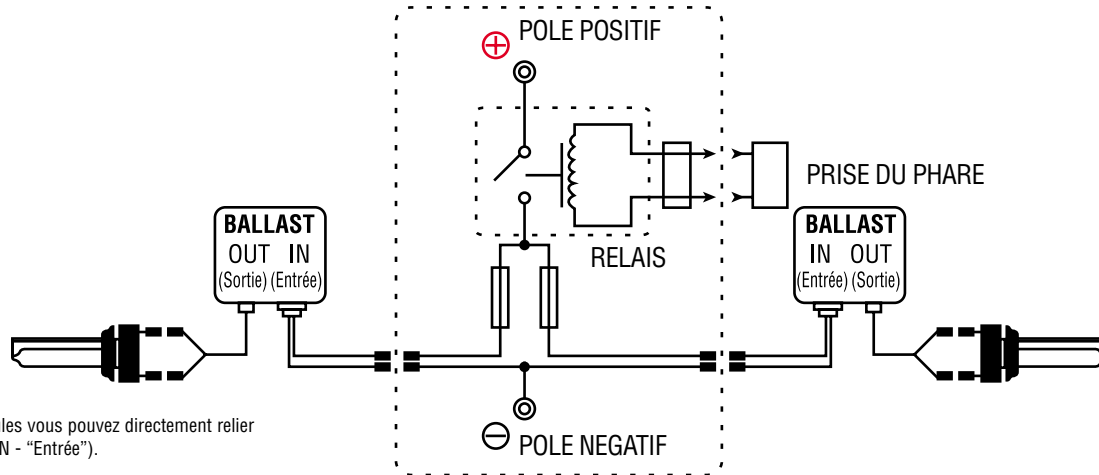 POLE POSITIF
PRISE DU PHARE
RELAIS
BALLAST
OUT IN
(Sortie) (Entrée)
BALLAST
IN OUT
(Entrée) (Sortie)
les vous pouvez directement relier
N - “Entrée”).
POLE NEGATIF